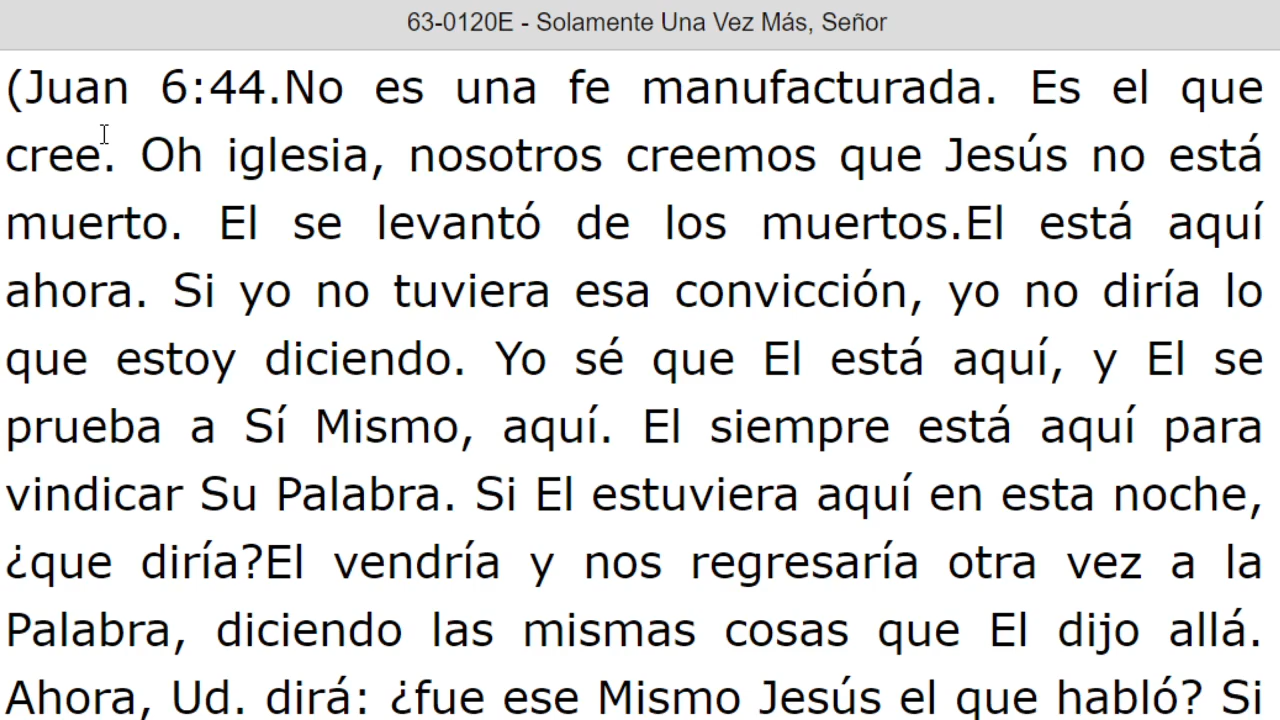 63-0120E - Solamente Una Vez Más, Señor
(Juan 6:44.No es una fe manufacturada. Es el que
cree. Oh iglesia, nosotros creemos que Jesús no está
muerto. El se levantó de los muertos.El está aquí
ahora. Si yo no tuviera esa convicción, yo no diría lo
que estoy diciendo. Yo sé que El está aquí, y El se
prueba a Sí Mismo, aquí. El siempre está aquí para
vindicar Su Palabra. Si El estuviera aquí en esta noche,
¿que diría?El vendría y nos regresaría otra vez a la
Palabra, diciendo las mismas cosas que El dijo allá.
Ahora, Ud. dirá: ¿fue ese Mismo Jesús el que habló? Si